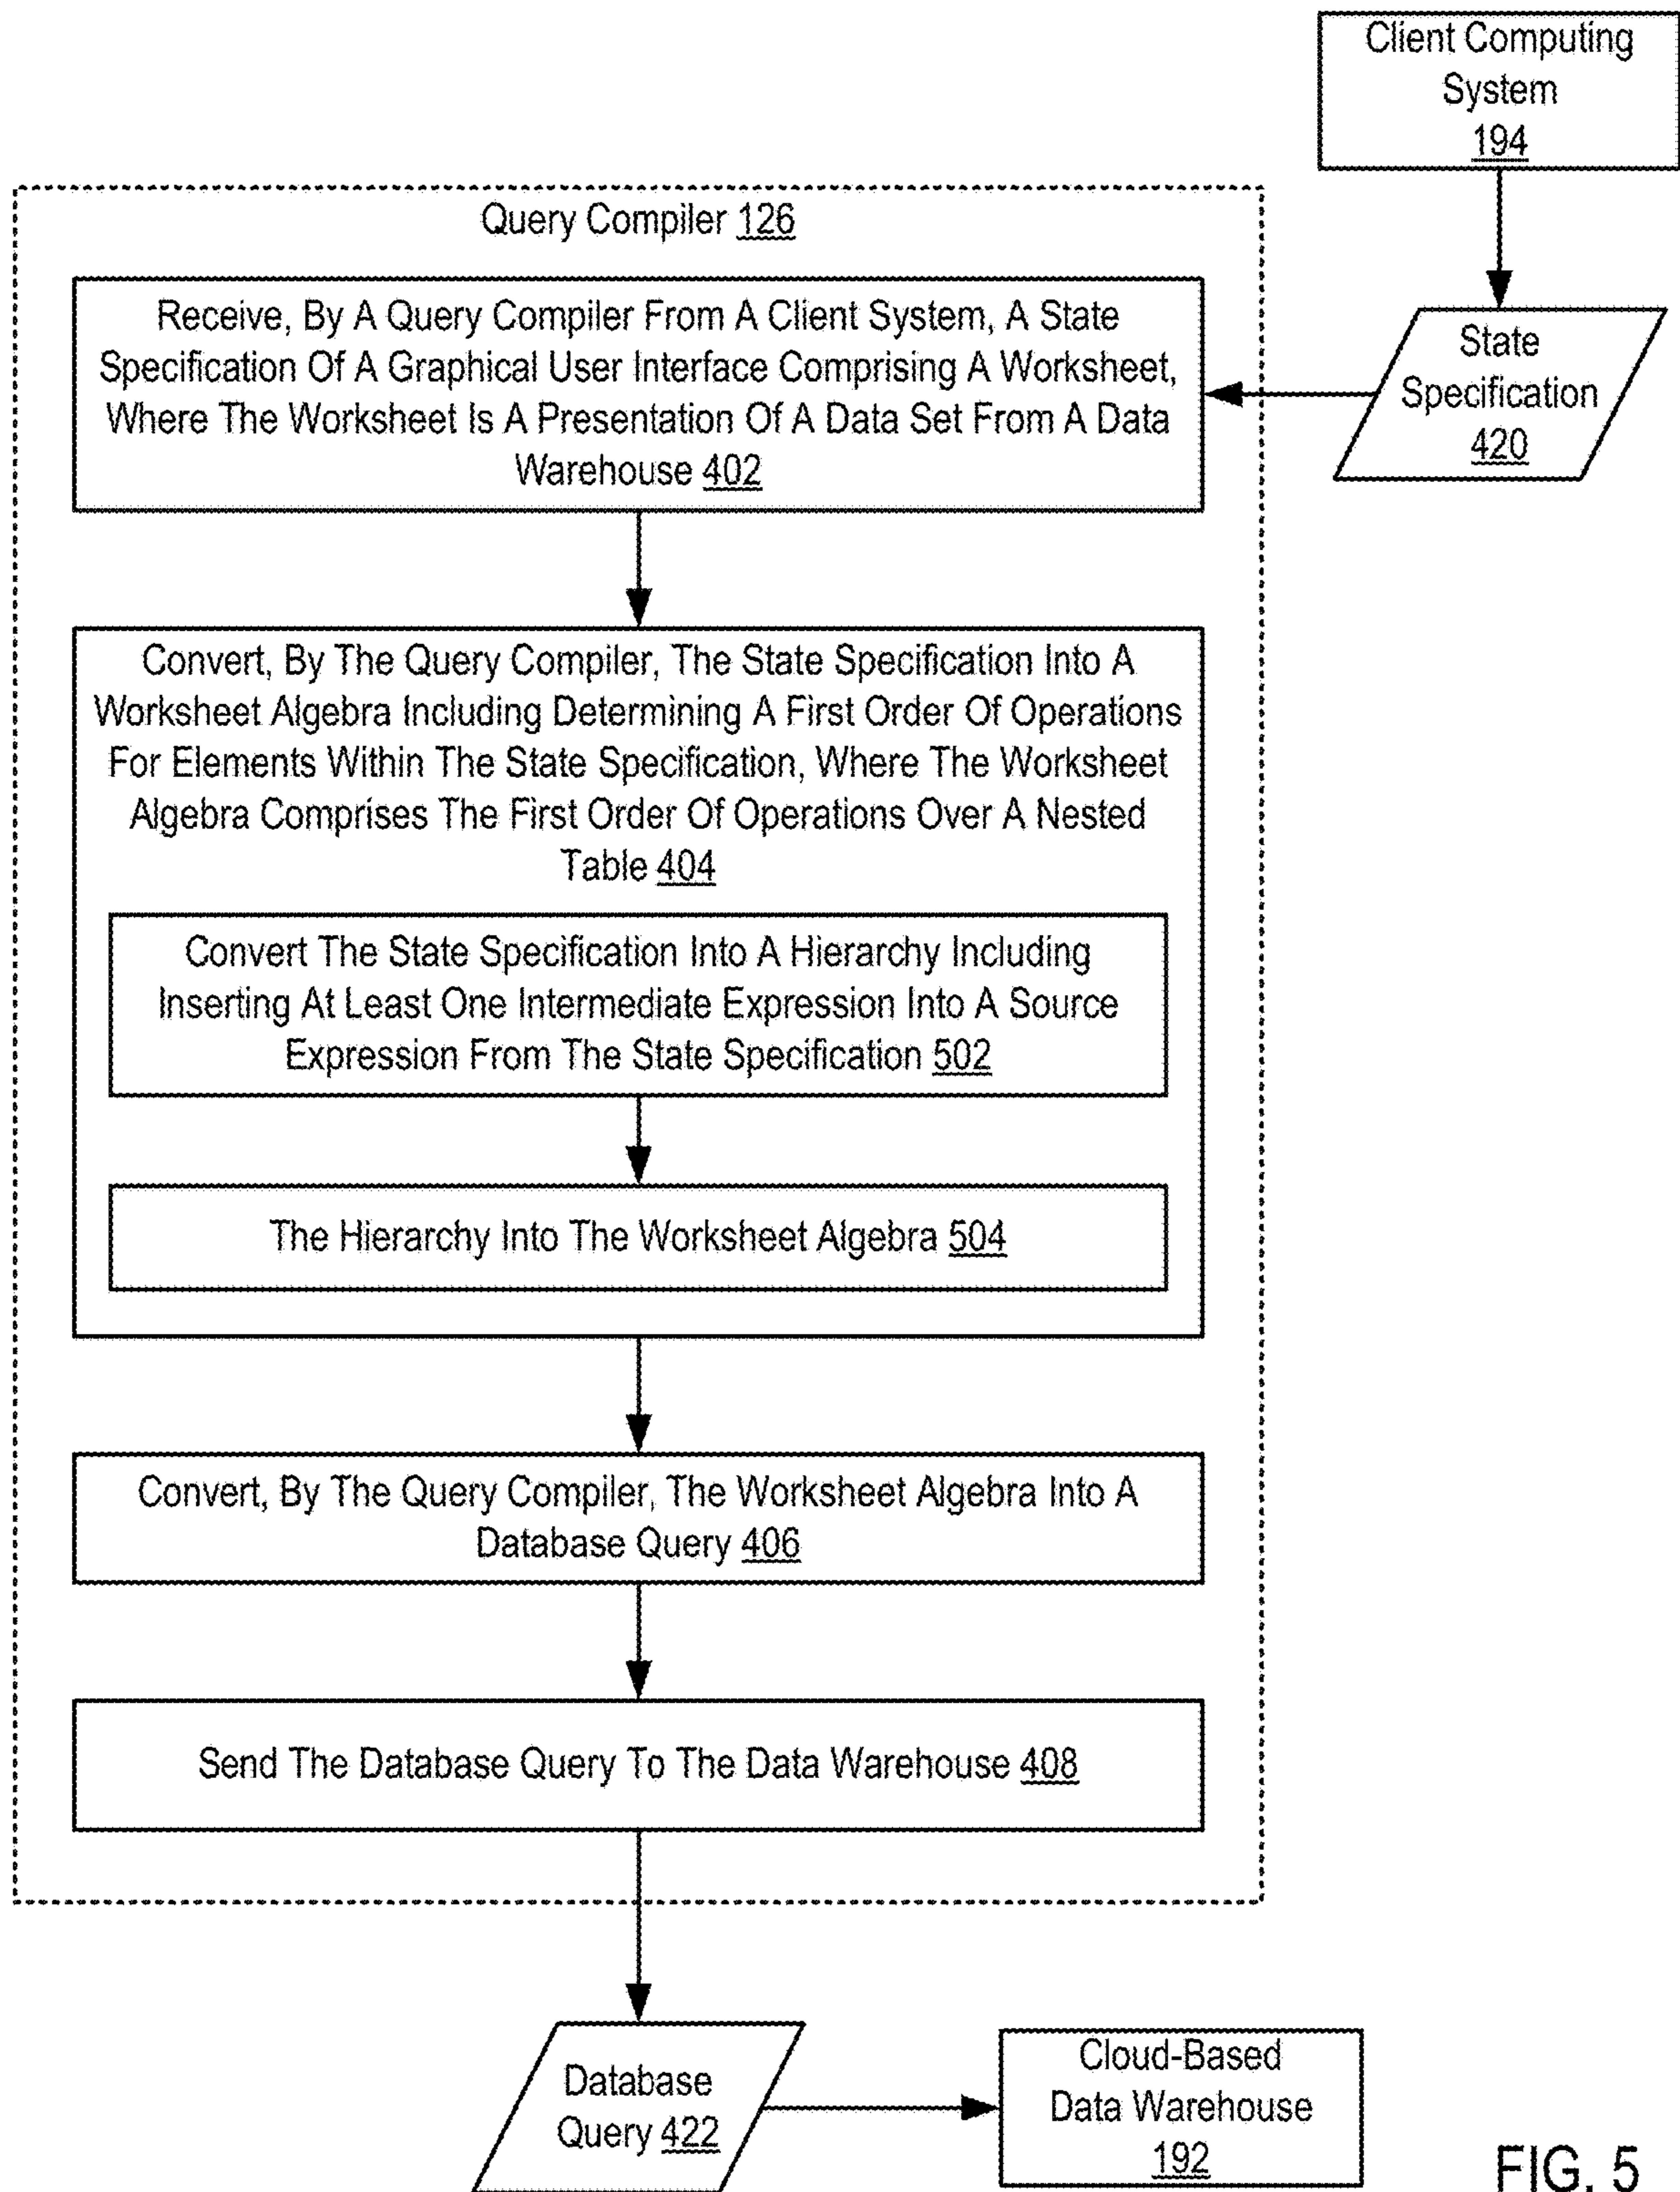 Client Computing
System
194
Query Compiler 126
Receive, By A Query Compiler From A Client System, A State
Specification Of A Graphical User Interface Comprising A Worksheet,
Where The Worksheet Is A Presentation Of A Data Set From A Data
Warehouse 402
State
Specification
420
Convert, By The Query Compiler, The State Specification Into A
Worksheet Algebra Including Determining A First Order Of Operations
For Elements Within The State Specification, Where The Worksheet
Algebra Comprises The First Order Of Operations Over A Nested
Table 404
Convert The State Specification Into A Hierarchy Including
Inserting At Least One Intermediate Expression Into A Source
Expression From The State Specification 502
The Hierarchy Into The Worksheet Algebra 504
Convert, By The Query Compiler, The Worksheet Algebra Into A
Database Query 406
Send The Database Query To The Data Warehouse 408
Database
Query 422
Cloud-Based
Data Warehouse
192
FIG. 5